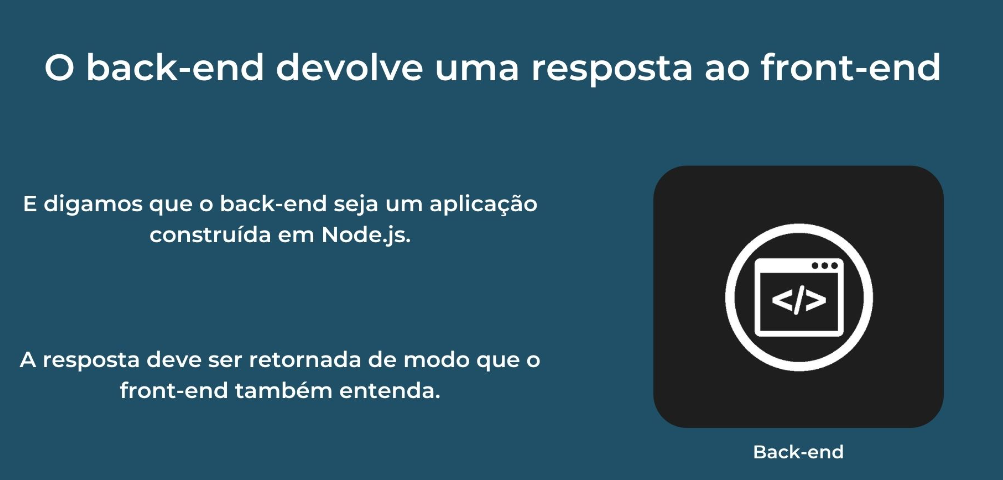 O back-end devolve uma resposta ao front-end
E digamos que o back-end seja um aplicação
construída em Node.js.
A resposta deve ser retornada de modo que o
front-end também entenda.
</>
Back-end